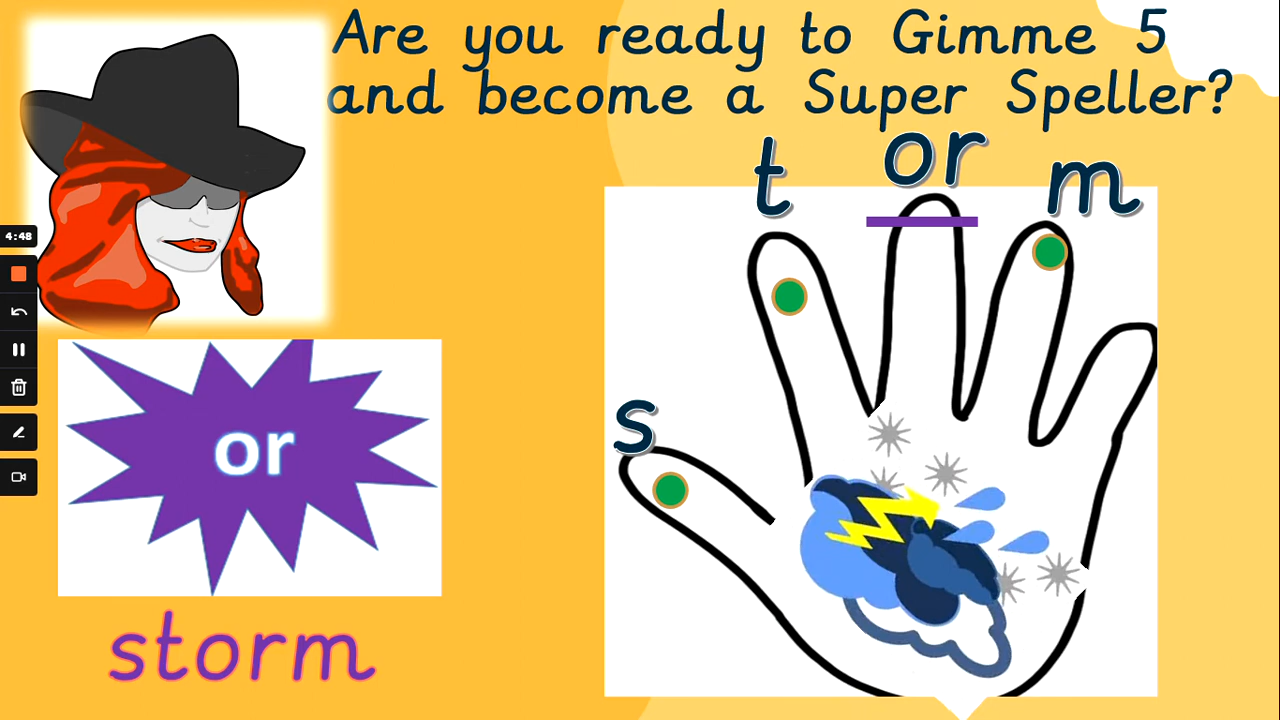 Are you ready to Gimme 5
and become a Super Speller?
t or m
s
4:48
or
storm